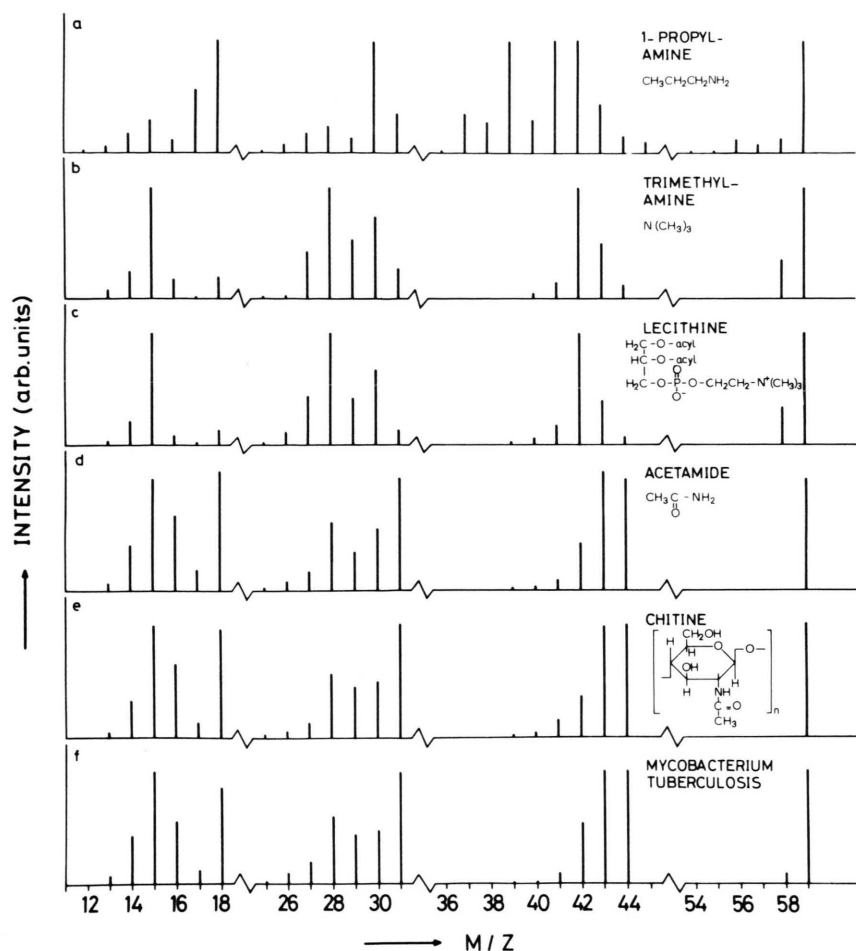 a
1-PROPYL-
AMINE
CH3CH2CH2NH2
b
TRIMETHYL-
AMINE
N(CH3)3
c
LECITHINE
H2C-O-acyl
HC-O-acyl
O
H2C-O-P-O-CH2CH2-N+(CH3)3
O-
d
ACETAMIDE
CH3C-NH2
O
e
CHITINE
CH2OH
H
O
O
H
OH
H
H
NH
n
C=O
CH3
f
MYCOBACTERIUM
TUBERCULOSIS
12 14 16 18 26 28 30 36 38 40 42 44 54 56 58
M/Z
INTENSITY (arb.units)